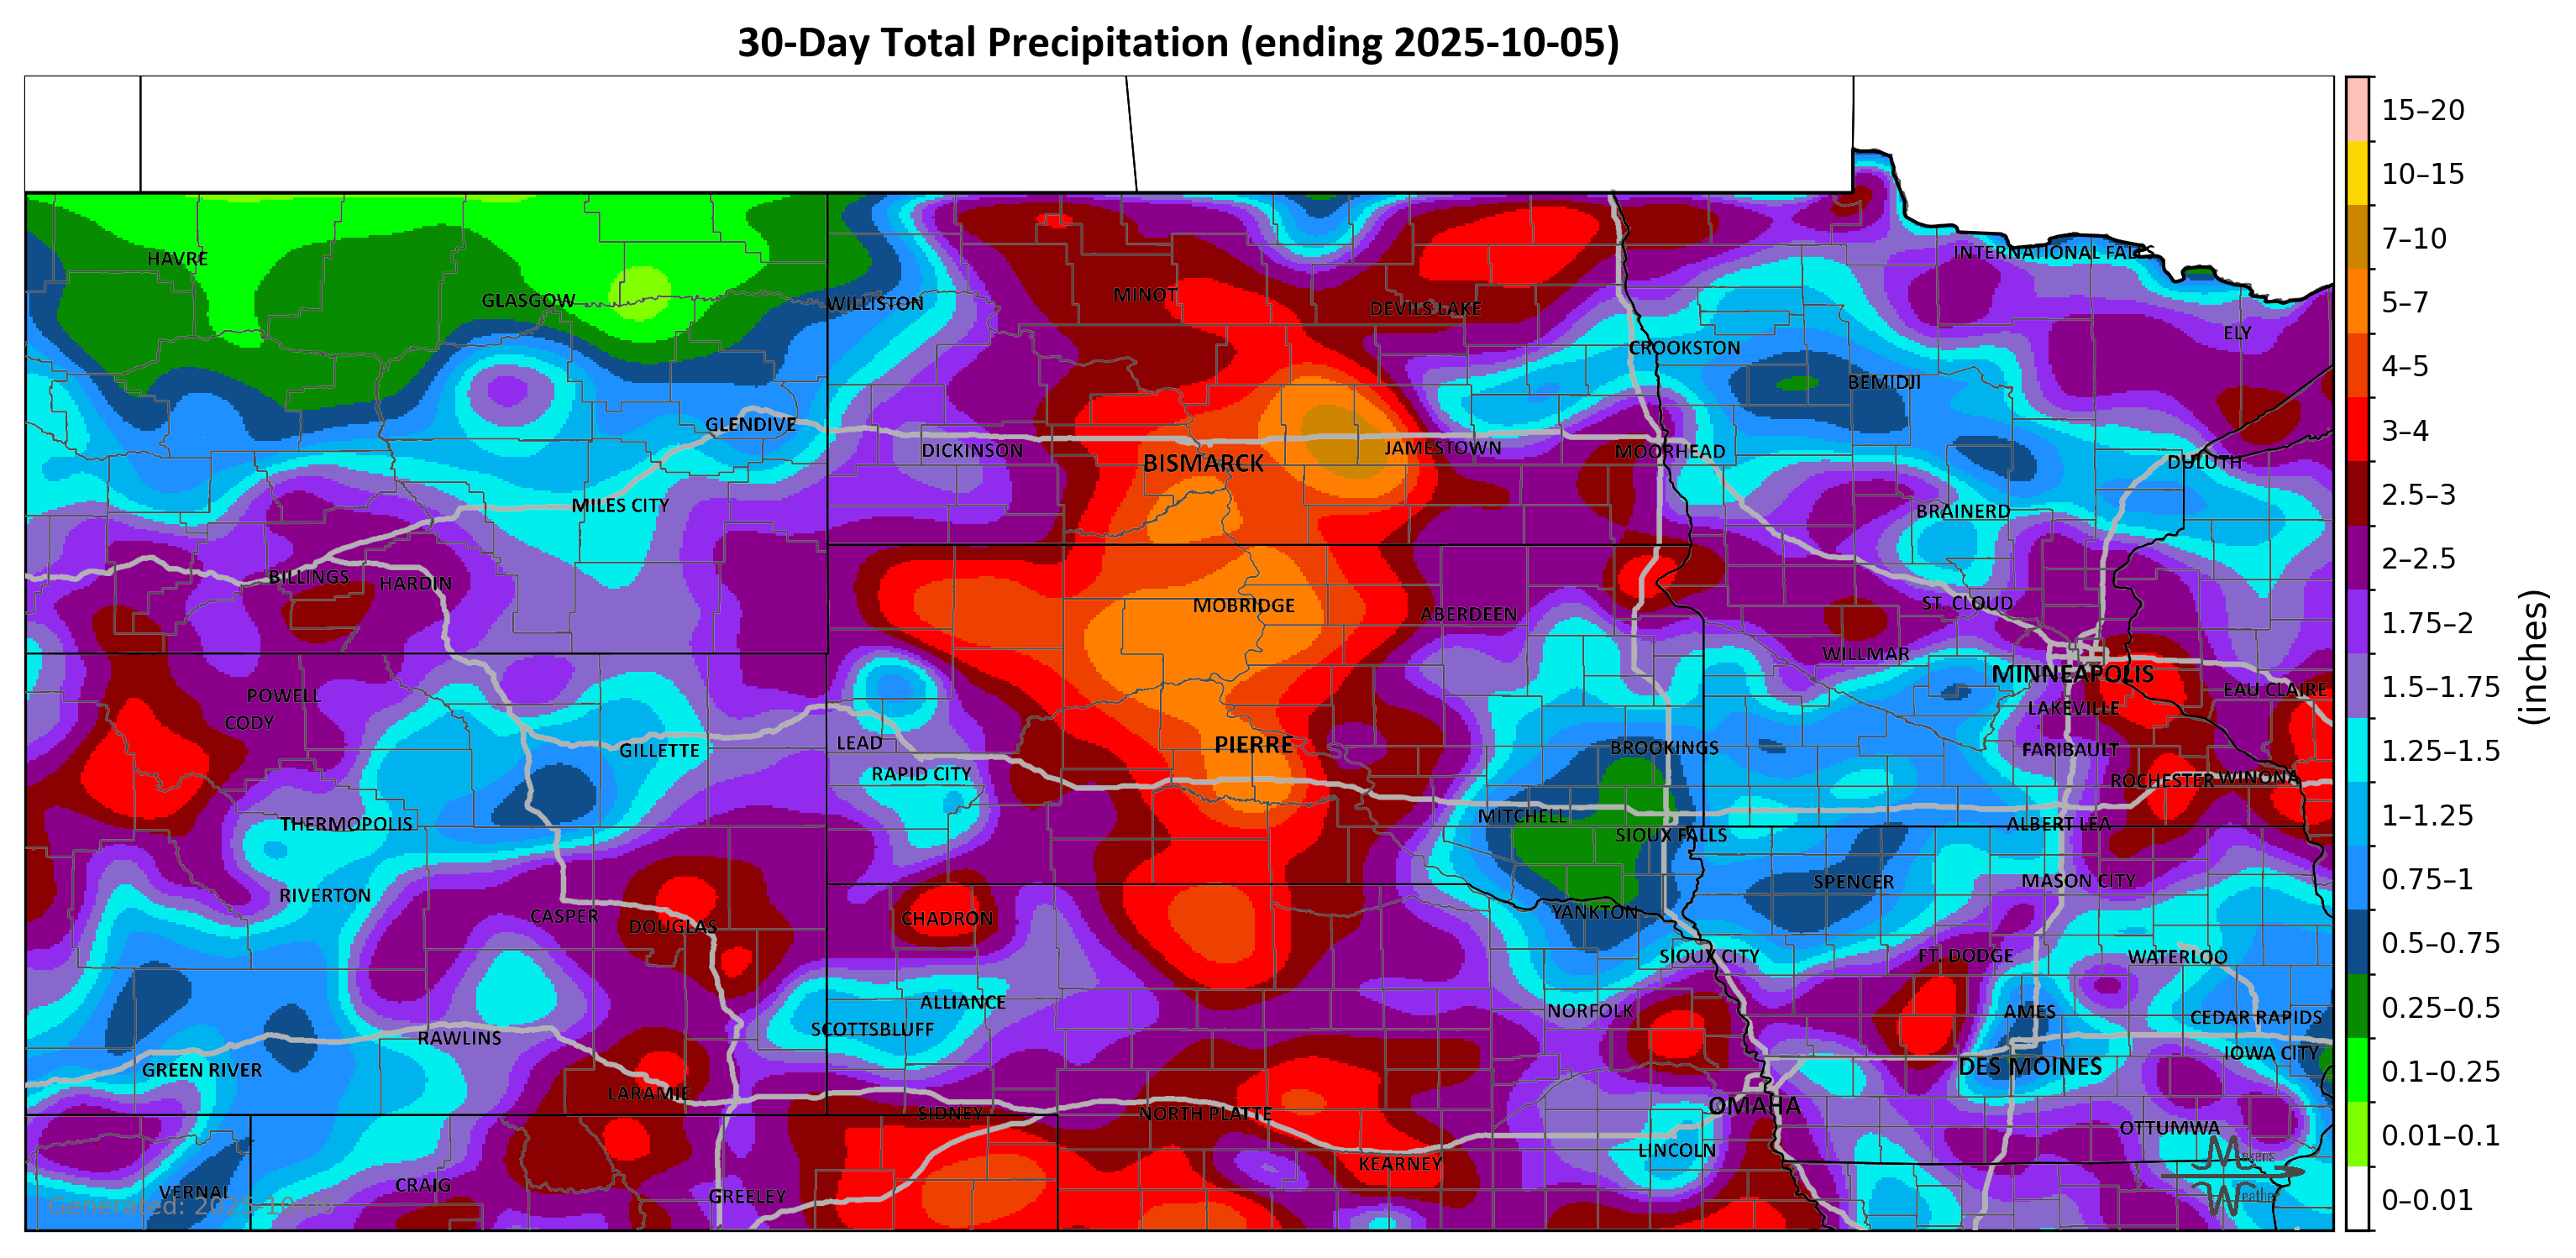 30-Day Total Precipitation (ending 2025-10-05)
15–20
10–15
7–10
5–7
4–5
3–4
2.5–3
2–2.5
1.75–2
1.5–1.75
1.25–1.5
1–1.25
0.75–1
0.5–0.75
0.25–0.5
0.1–0.25
0.01–0.1
0–0.01
(inches)
HAVRE
INTERNATIONAL FALLS
GLASGOW
WILLISTON
MINOT
DEVILS LAKE
ELY
CROOKSTON
BEMIDJI
GLENDIVE
DICKINSON
BISMARCK
JAMESTOWN
MOORHEAD
DULUTH
MILES CITY
BRAINERD
BILLINGS
HARDIN
MOBRIDGE
ABERDEEN
ST. CLOUD
WILLMAR
MINNEAPOLIS
POWELL
EAU CLAIRE
CODY
LAKEVILLE
LEAD
PIERRE
GILLETTE
BROOKINGS
FARIBAULT
RAPID CITY
ROCHESTER
WINONA
THERMOPOLIS
MITCHELL
SIOUX FALLS
ALBERT LEA
RIVERTON
SPENCER
MASON CITY
CASPER
DOUGLAS
CHADRON
YANKTON
SIOUX CITY
FT. DODGE
WATERLOO
ALLIANCE
NORFOLK
AMES
CEDAR RAPIDS
RAWLINS
SCOTTSBLUFF
IOWA CITY
GREEN RIVER
DES MOINES
LARAMIE
SIDNEY
NORTH PLATTE
OMAHA
OTTUMWA
LINCOLN
KEARNEY
VERNAL
CRAIG
GREELEY
Generated: 2025-10-06
Makens
Weather